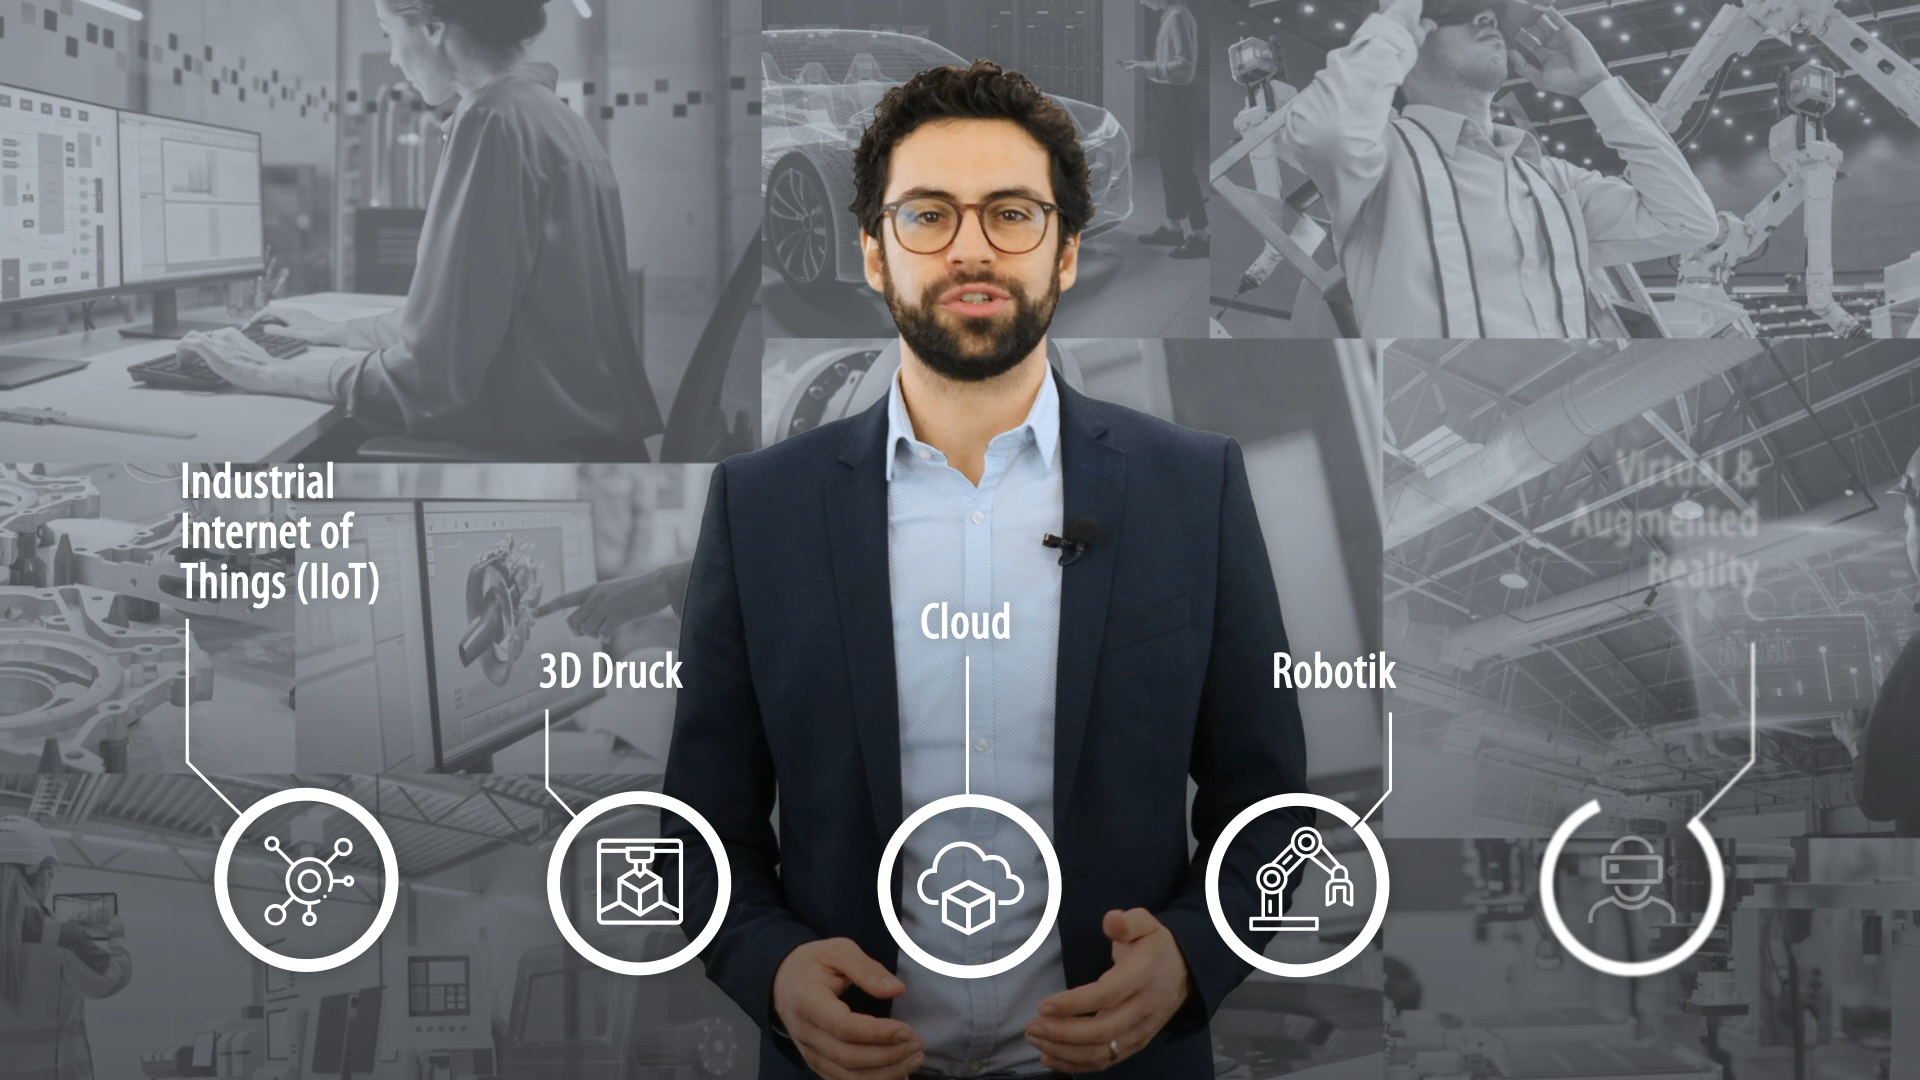 Industrial
Internet of
Things (IIoT)
3D Druck
Cloud
Robotik
Virtual &
Augmented
Reality